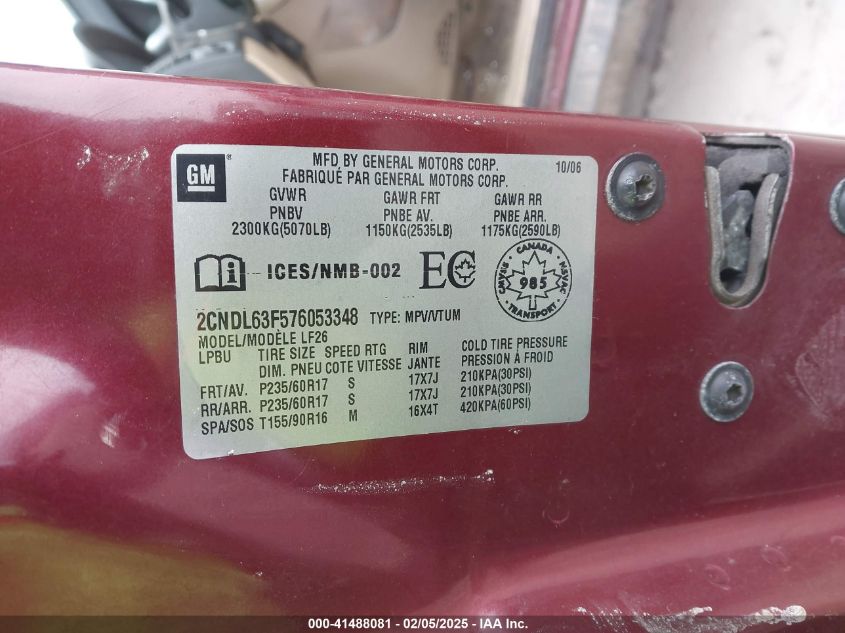 GM ®
MFD BY GENERAL MOTORS CORP. 10/06
FABRIQUÉ PAR GENERAL MOTORS CORP.
GVWR GAWR FRT GAWR RR
PNBV PNBE AV. PNBE ARR.
2300KG(5070LB) 1150KG(2535LB) 1175KG(2590LB)
i ICES/NMB-002 EC
CANADA
CMVSS NSVAC
985
TRANSPORT
2CNDL63F576053348 TYPE: MPV/VTUM
MODEL/MODÈLE LF26
LPBU TIRE SIZE SPEED RTG RIM COLD TIRE PRESSURE
DIM. PNEU COTE VITESSE JANTE PRESSION À FROID
FRT/AV. P235/60R17 S 17X7J 210KPA(30PSI)
RR/ARR. P235/60R17 S 17X7J 210KPA(30PSI)
SPA/SOS T155/90R16 M 16X4T 420KPA(60PSI)
000-41488081 - 02/05/2025 - IAA Inc.